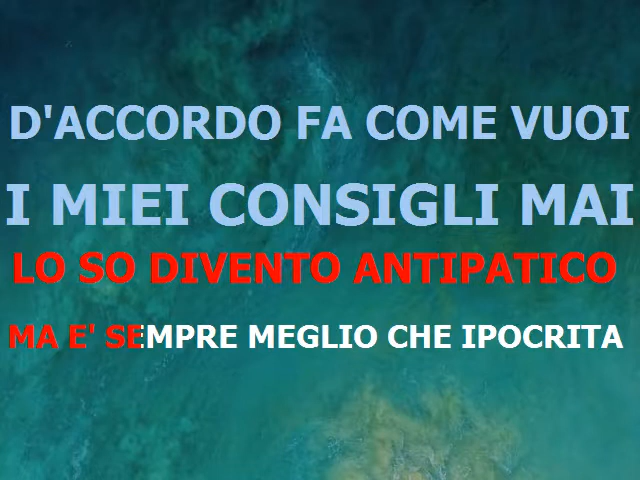 D'ACCORDO FA COME VUOI
I MIEI CONSIGLI MAI
LO SO DIVENTO ANTIPATICO
MA E' SEMPRE MEGLIO CHE IPOCRITA